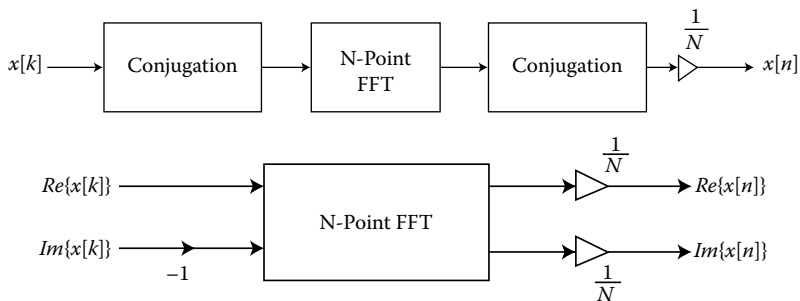 1
N
x[k] Conjugation N-Point Conjugation x[n]
FFT
1
N
Re{x[k]} Re{x[n]}
N-Point FFT
Im{x[k]} Im{x[n]}
–1
1
N